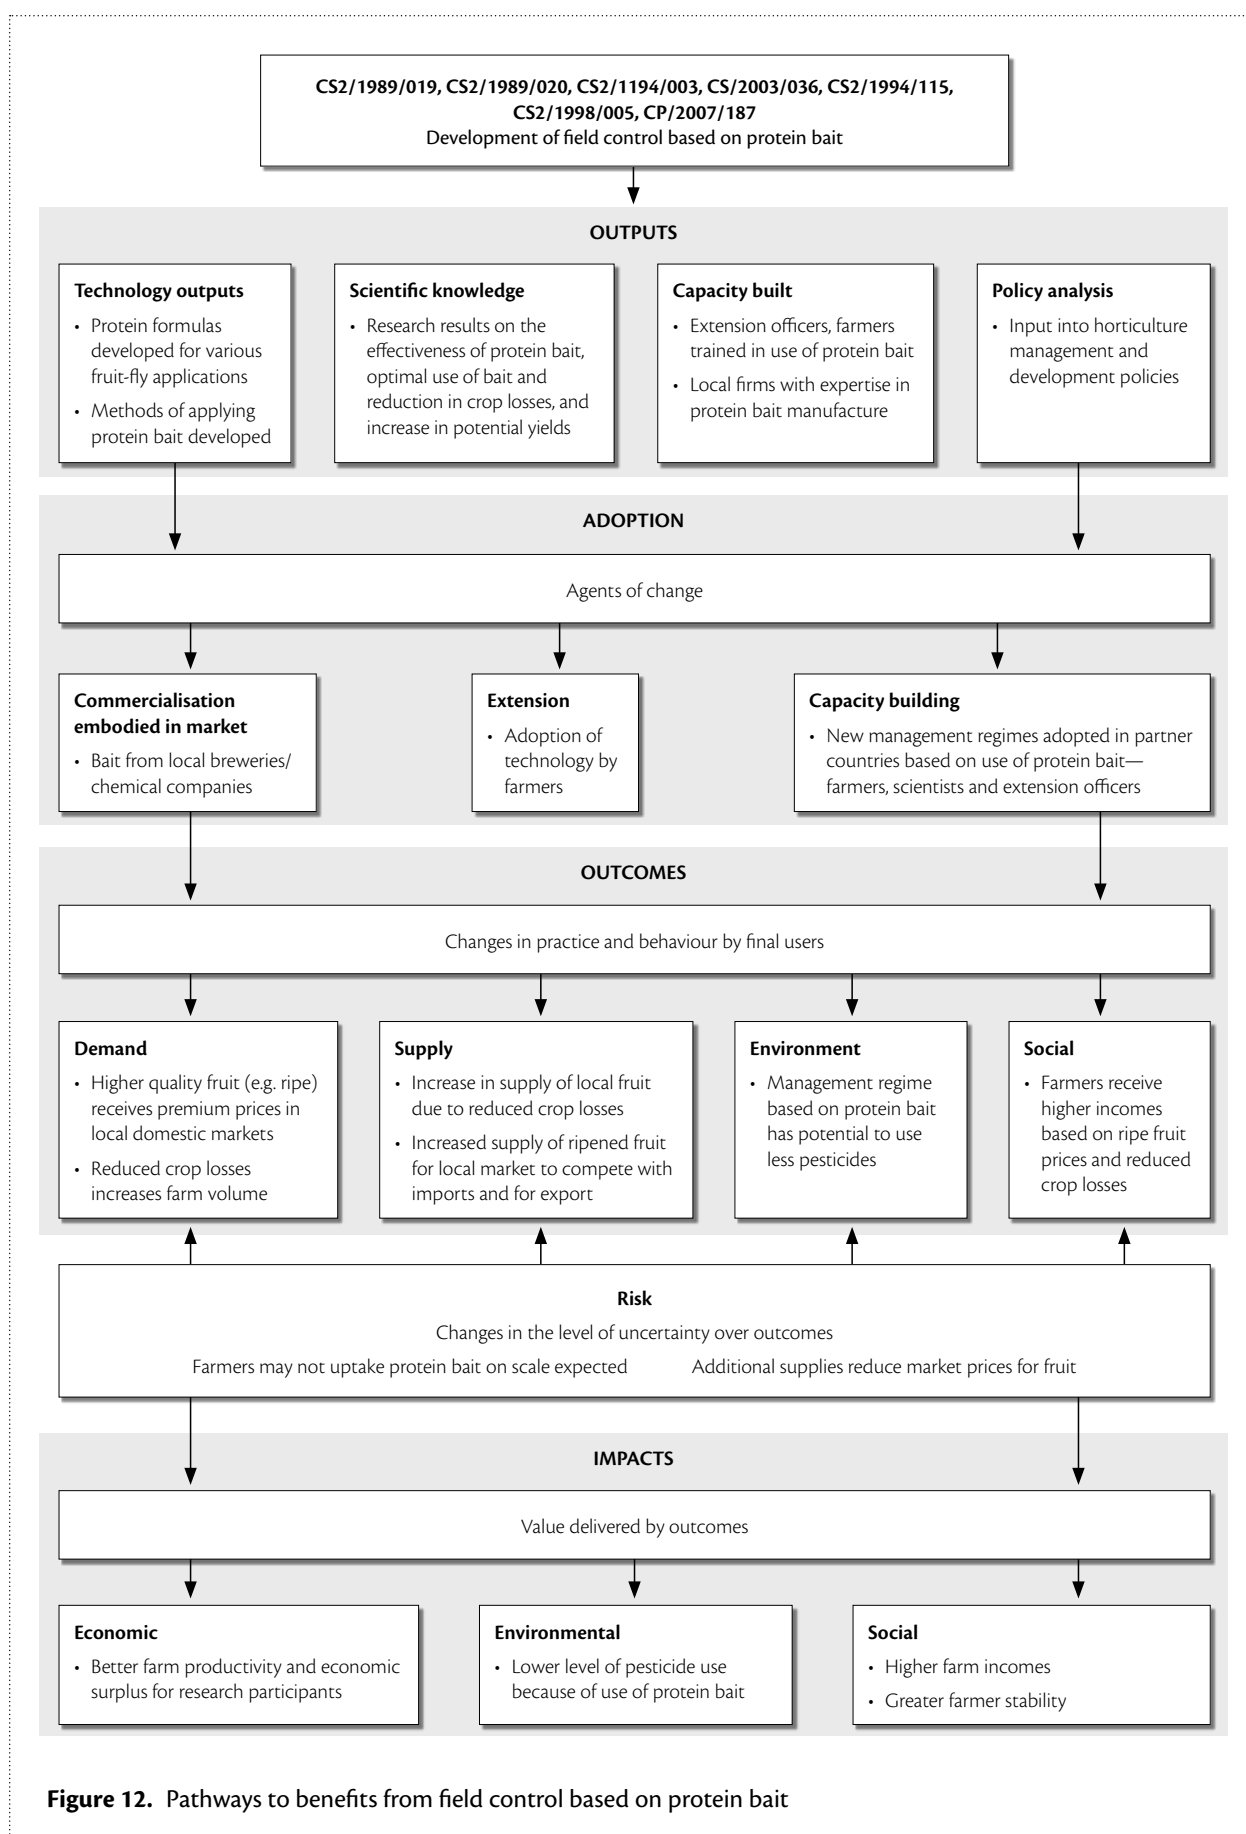 CS2/1989/019, CS2/1989/020, CS2/1194/003, CS/2003/036, CS2/1994/115,
CS2/1998/005, CP/2007/187
Development of field control based on protein bait
OUTPUTS
Technology outputs
• Protein formulas
developed for various
fruit-fly applications
• Methods of applying
protein bait developed
Scientific knowledge
• Research results on the
effectiveness of protein bait,
optimal use of bait and
reduction in crop losses, and
increase in potential yields
Capacity built
• Extension officers, farmers
trained in use of protein bait
• Local firms with expertise in
protein bait manufacture
Policy analysis
• Input into horticulture
management and
development policies
ADOPTION
Agents of change
Commercialisation
embodied in market
• Bait from local breweries/
chemical companies
Extension
• Adoption of
technology by
farmers
Capacity building
• New management regimes adopted in partner
countries based on use of protein bait—
farmers, scientists and extension officers
OUTCOMES
Changes in practice and behaviour by final users
Demand
• Higher quality fruit (e.g. ripe)
receives premium prices in
local domestic markets
• Reduced crop losses
increases farm volume
Supply
• Increase in supply of local fruit
due to reduced crop losses
• Increased supply of ripened fruit
for local market to compete with
imports and for export
Environment
• Management regime
based on protein bait
has potential to use
less pesticides
Social
• Farmers receive
higher incomes
based on ripe fruit
prices and reduced
crop losses
Risk
Changes in the level of uncertainty over outcomes
Farmers may not uptake protein bait on scale expected
Additional supplies reduce market prices for fruit
IMPACTS
Value delivered by outcomes
Economic
• Better farm productivity and economic
surplus for research participants
Environmental
• Lower level of pesticide use
because of use of protein bait
Social
• Higher farm incomes
• Greater farmer stability
Figure 12. Pathways to benefits from field control based on protein bait